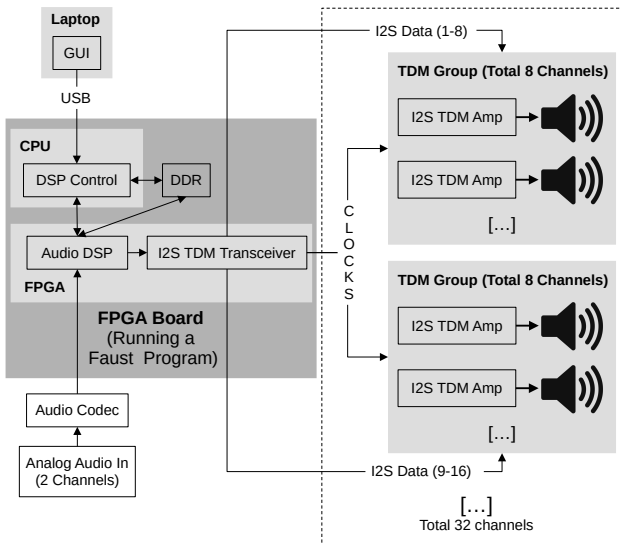 Laptop
GUI
USB
CPU
DSP Control
DDR
Audio DSP
I2S TDM Transceiver
FPGA
FPGA Board
(Running a
Faust Program)
Audio Codec
Analog Audio In
(2 Channels)
I2S Data (1-8)
TDM Group (Total 8 Channels)
I2S TDM Amp
I2S TDM Amp
[...]
CLOCKS
TDM Group (Total 8 Channels)
I2S TDM Amp
I2S TDM Amp
[...]
I2S Data (9-16)
[...]
Total 32 channels